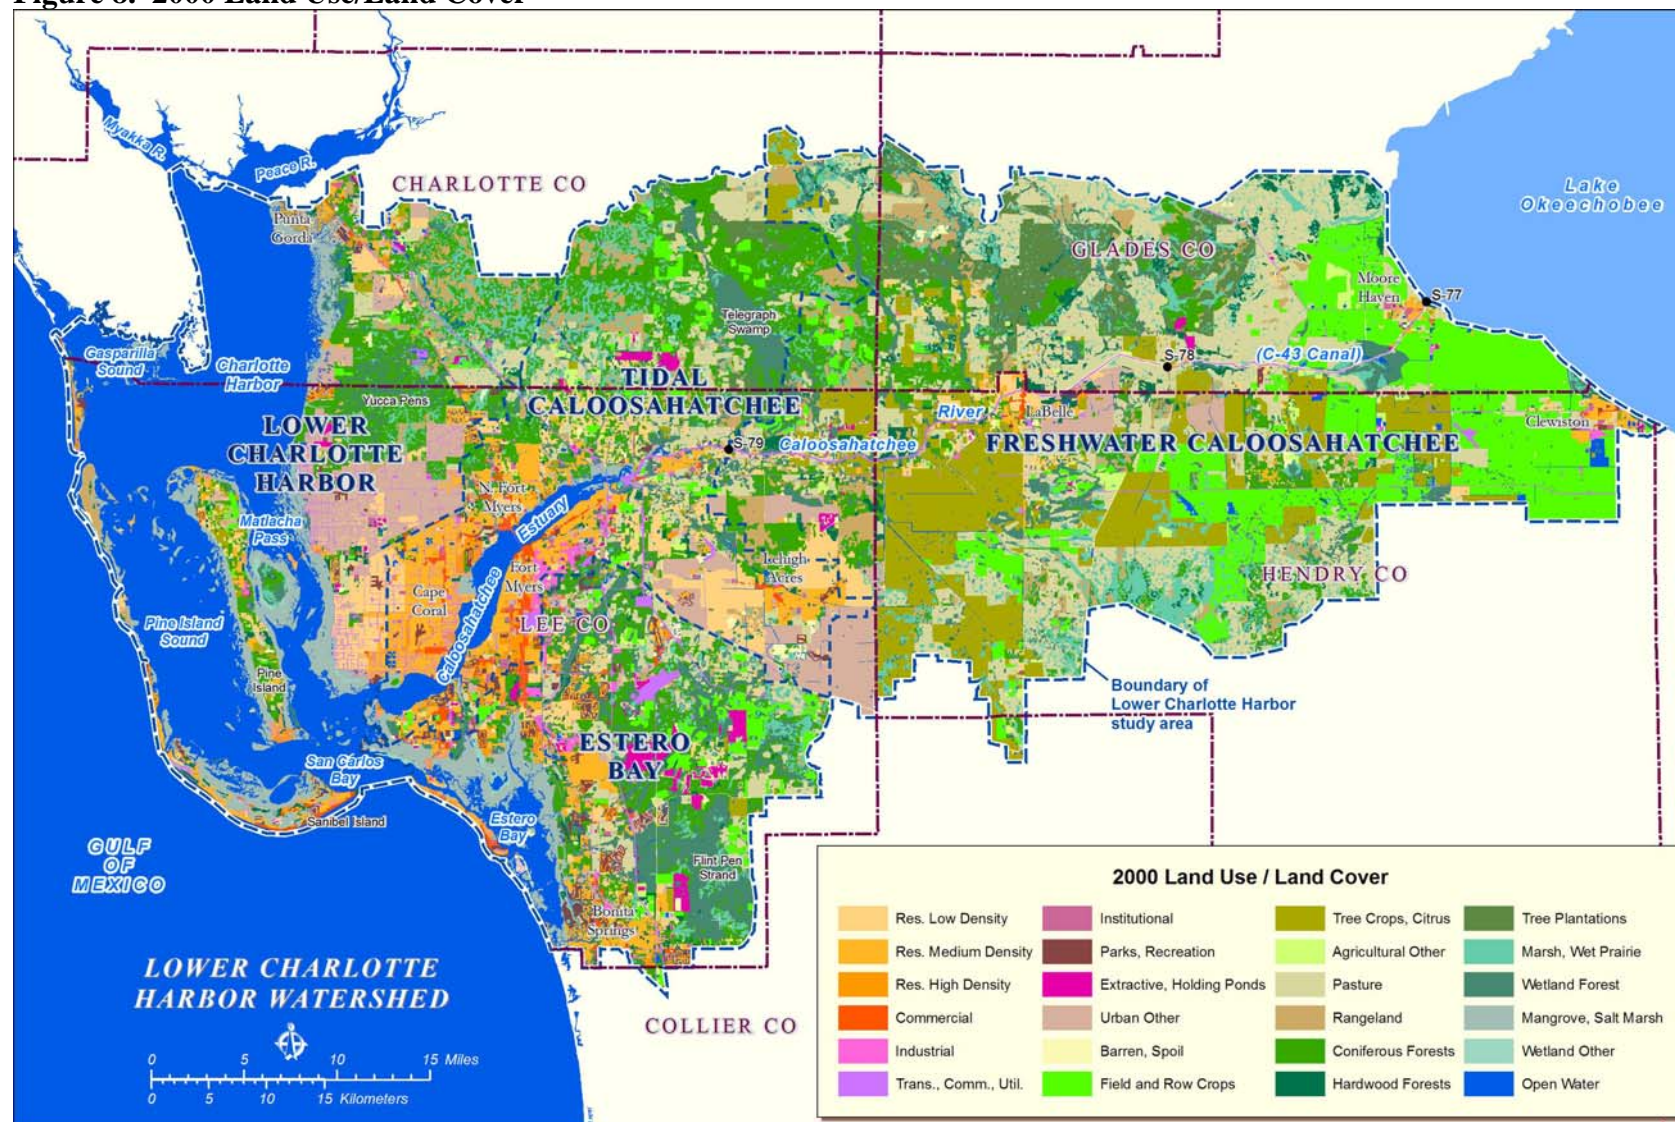 Figure 8. 2000 Land Use/Land Cover
Myakka R.
Peace R.
CHARLOTTE CO
Lake
Okeechobee
Punta
Gorda
GLADES CO
Moore
Haven
S-77
Telegraph
Swamp
Gasparilla
Sound
Charlotte
Harbor
S-78
(C-43 Canal)
TIDAL
CALOOSAHATCHEE
Yucca Pens
River
LaBelle
Clewiston
LOWER
CHARLOTTE
HARBOR
S-79
Caloosahatchee
FRESHWATER CALOOSAHATCHEE
N. Fort
Myers
Estuary
Matlacha
Pass
Lehigh
Acres
Fort
Myers
HENDRY CO
Cape
Coral
Caloosahatchee
LEE CO
Pine Island
Sound
Pine
Island
Boundary of
Lower Charlotte Harbor
study area
ESTERO
BAY
San Carlos
Bay
Sanibel Island
Estero
Bay
GULF
OF
MEXICO
Flint Pen
Strand
Bonita
Springs
LOWER CHARLOTTE
HARBOR WATERSHED
COLLIER CO
0 5 10 15 Miles
0 5 10 15 Kilometers
2000 Land Use / Land Cover
Res. Low Density
Res. Medium Density
Res. High Density
Commercial
Industrial
Trans., Comm., Util.
Institutional
Parks, Recreation
Extractive, Holding Ponds
Urban Other
Barren, Spoil
Field and Row Crops
Tree Crops, Citrus
Agricultural Other
Pasture
Rangeland
Coniferous Forests
Hardwood Forests
Tree Plantations
Marsh, Wet Prairie
Wetland Forest
Mangrove, Salt Marsh
Wetland Other
Open Water